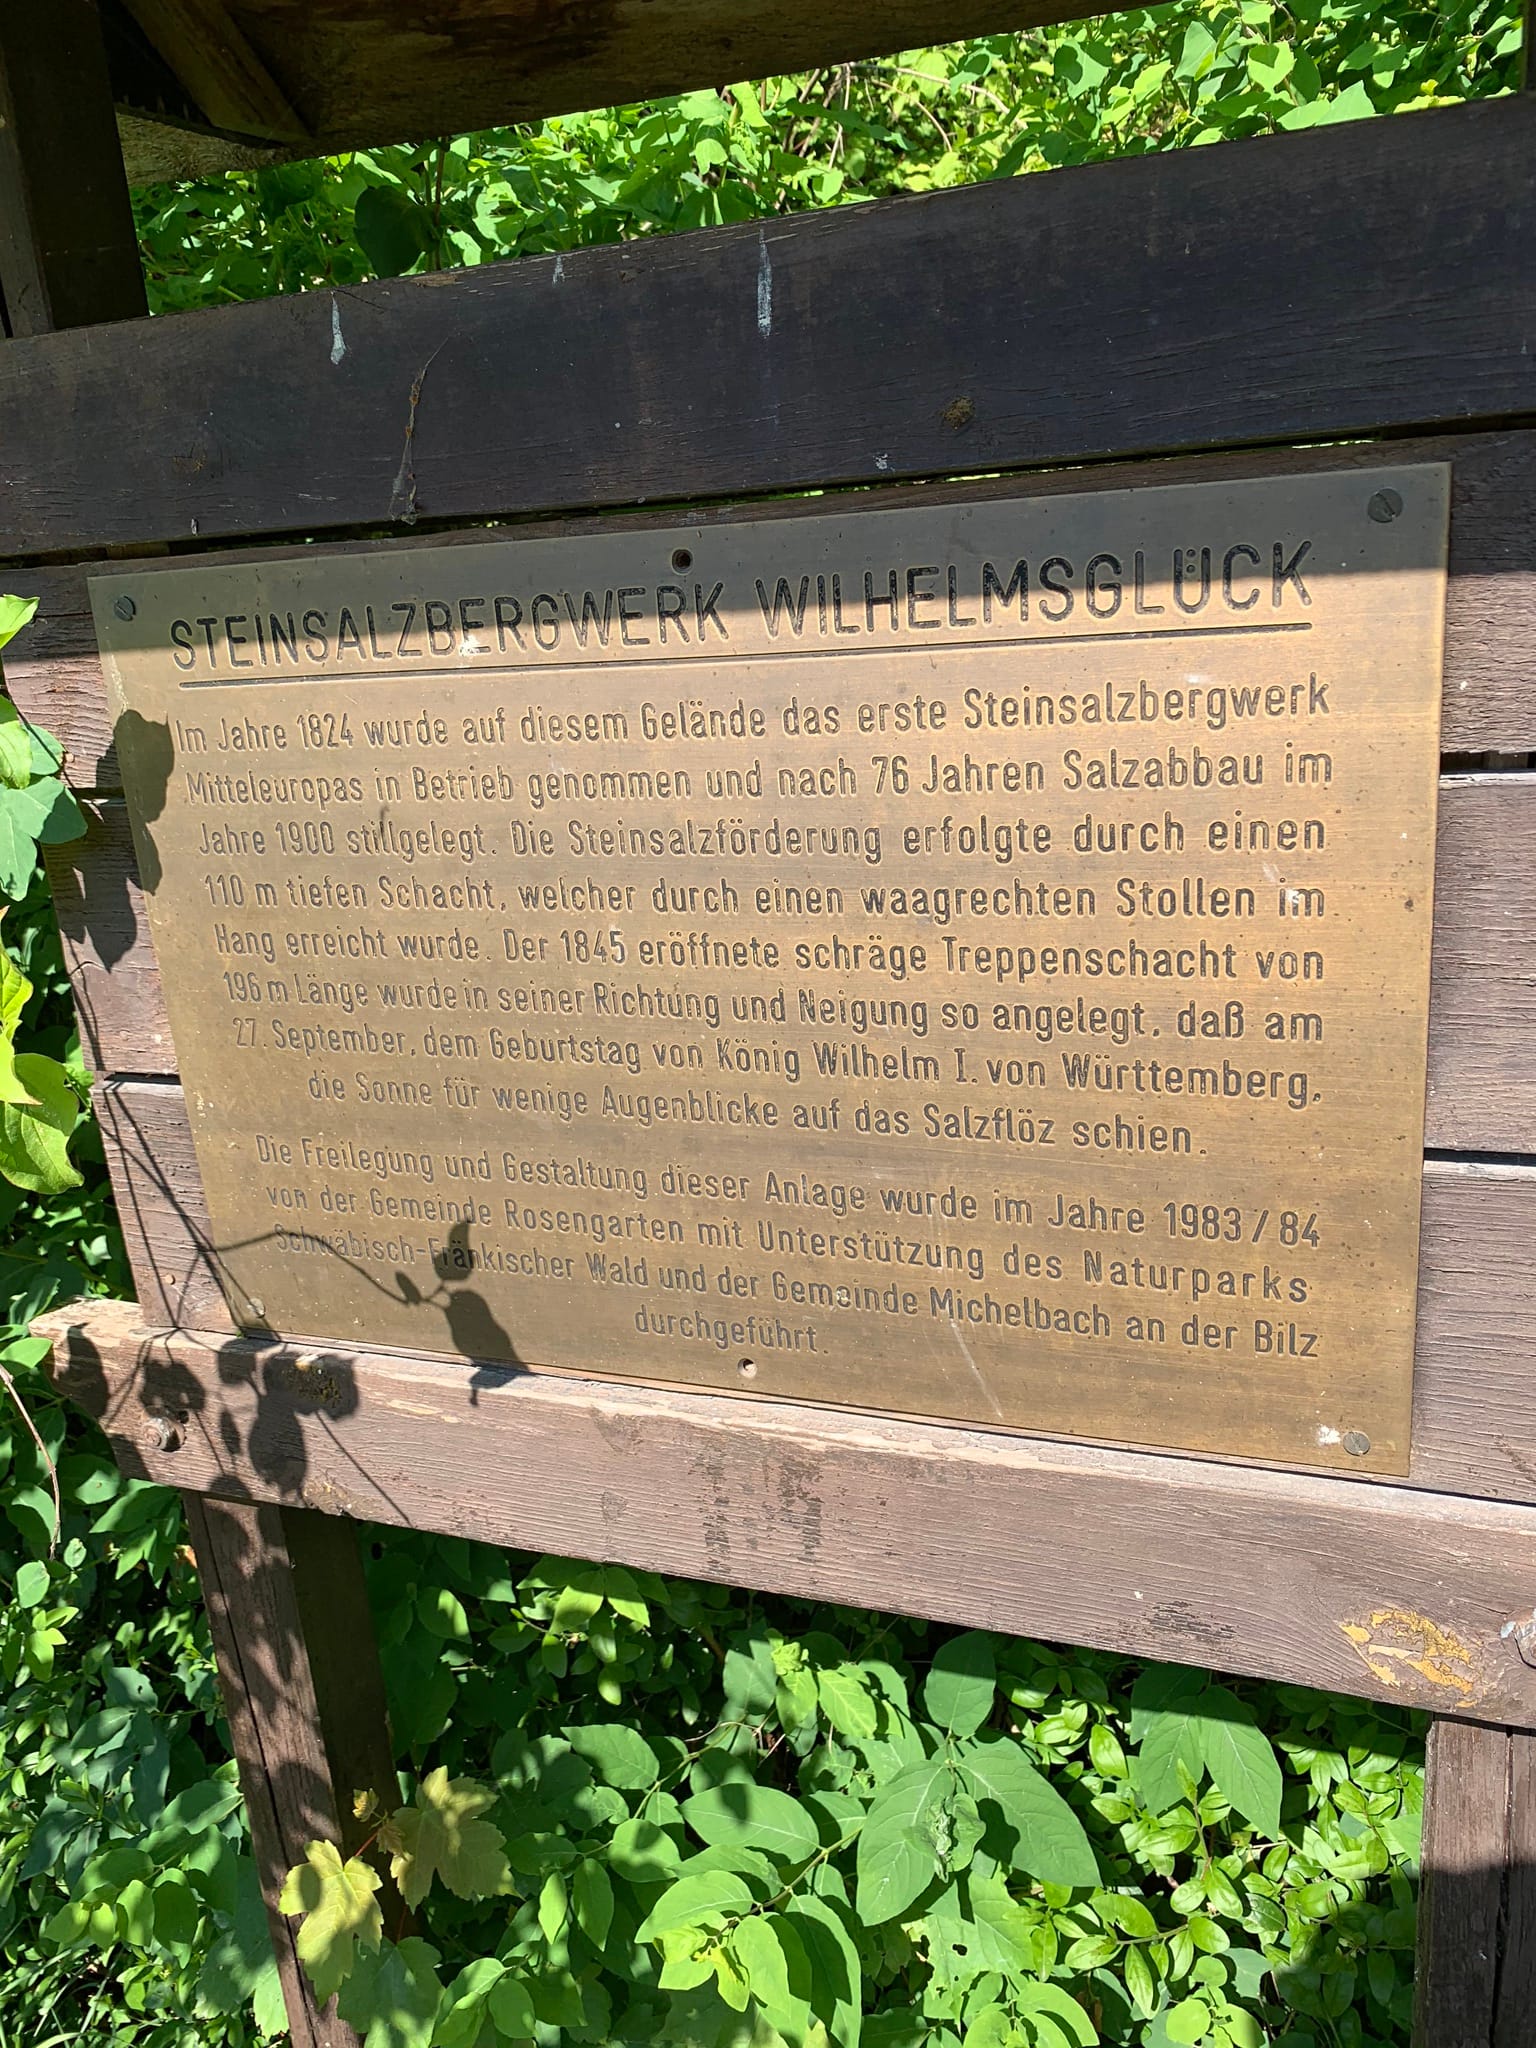 STEINSALZBERGWERK WILHELMSGLÜCK
Im Jahre 1824 wurde auf diesem Gelände das erste Steinsalzbergwerk
Mitteleuropas in Betrieb genommen und nach 76 Jahren Salzabbau im
Jahre 1900 stillgelegt. Die Steinsalzförderung erfolgte durch einen
110 m tiefen Schacht, welcher durch einen waagrechten Stollen im
Hang erreicht wurde. Der 1845 eröffnete schräge Treppenschacht von
196 m Länge wurde in seiner Richtung und Neigung so angelegt, daß am
27. September, dem Geburtstag von König Wilhelm I. von Württemberg,
die Sonne für wenige Augenblicke auf das Salzflöz schien.
Die Freilegung und Gestaltung dieser Anlage wurde im Jahre 1983/84
von der Gemeinde Rosengarten mit Unterstützung des Naturparks
Schwäbisch-Fränkischer Wald und der Gemeinde Michelbach an der Bilz
durchgeführt.